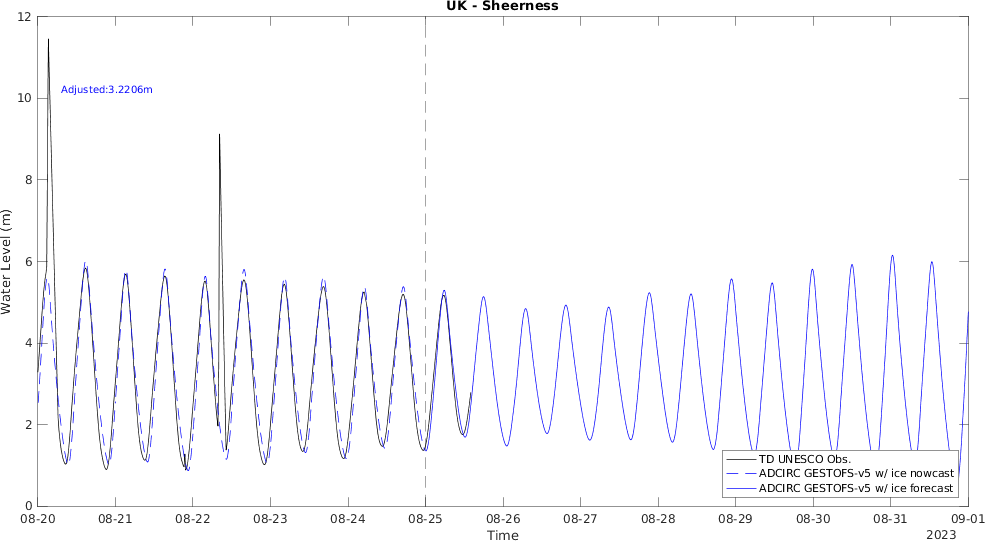 UK - Sheerness
12
Adjusted:3.2206m
10
8
6
4
2
0
Water Level (m)
08-20 08-21 08-22 08-23 08-24 08-25 08-26 08-27 08-28 08-29 08-30 08-31 09-01
Time
2023
TD UNESCO Obs.
ADCIRC GESTOFS-v5 w/ ice nowcast
ADCIRC GESTOFS-v5 w/ ice forecast